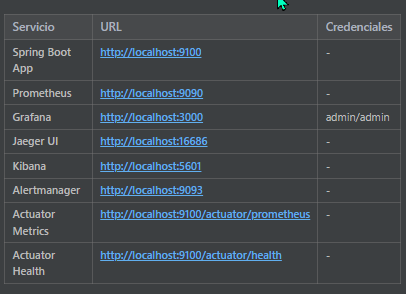 Servicio URL Credenciales
Spring Boot App http://localhost:9100 -
Prometheus http://localhost:9090 -
Grafana http://localhost:3000 admin/admin
Jaeger UI http://localhost:16686 -
Kibana http://localhost:5601 -
Alertmanager http://localhost:9093 -
Actuator Metrics http://localhost:9100/actuator/prometheus -
Actuator Health http://localhost:9100/actuator/health -